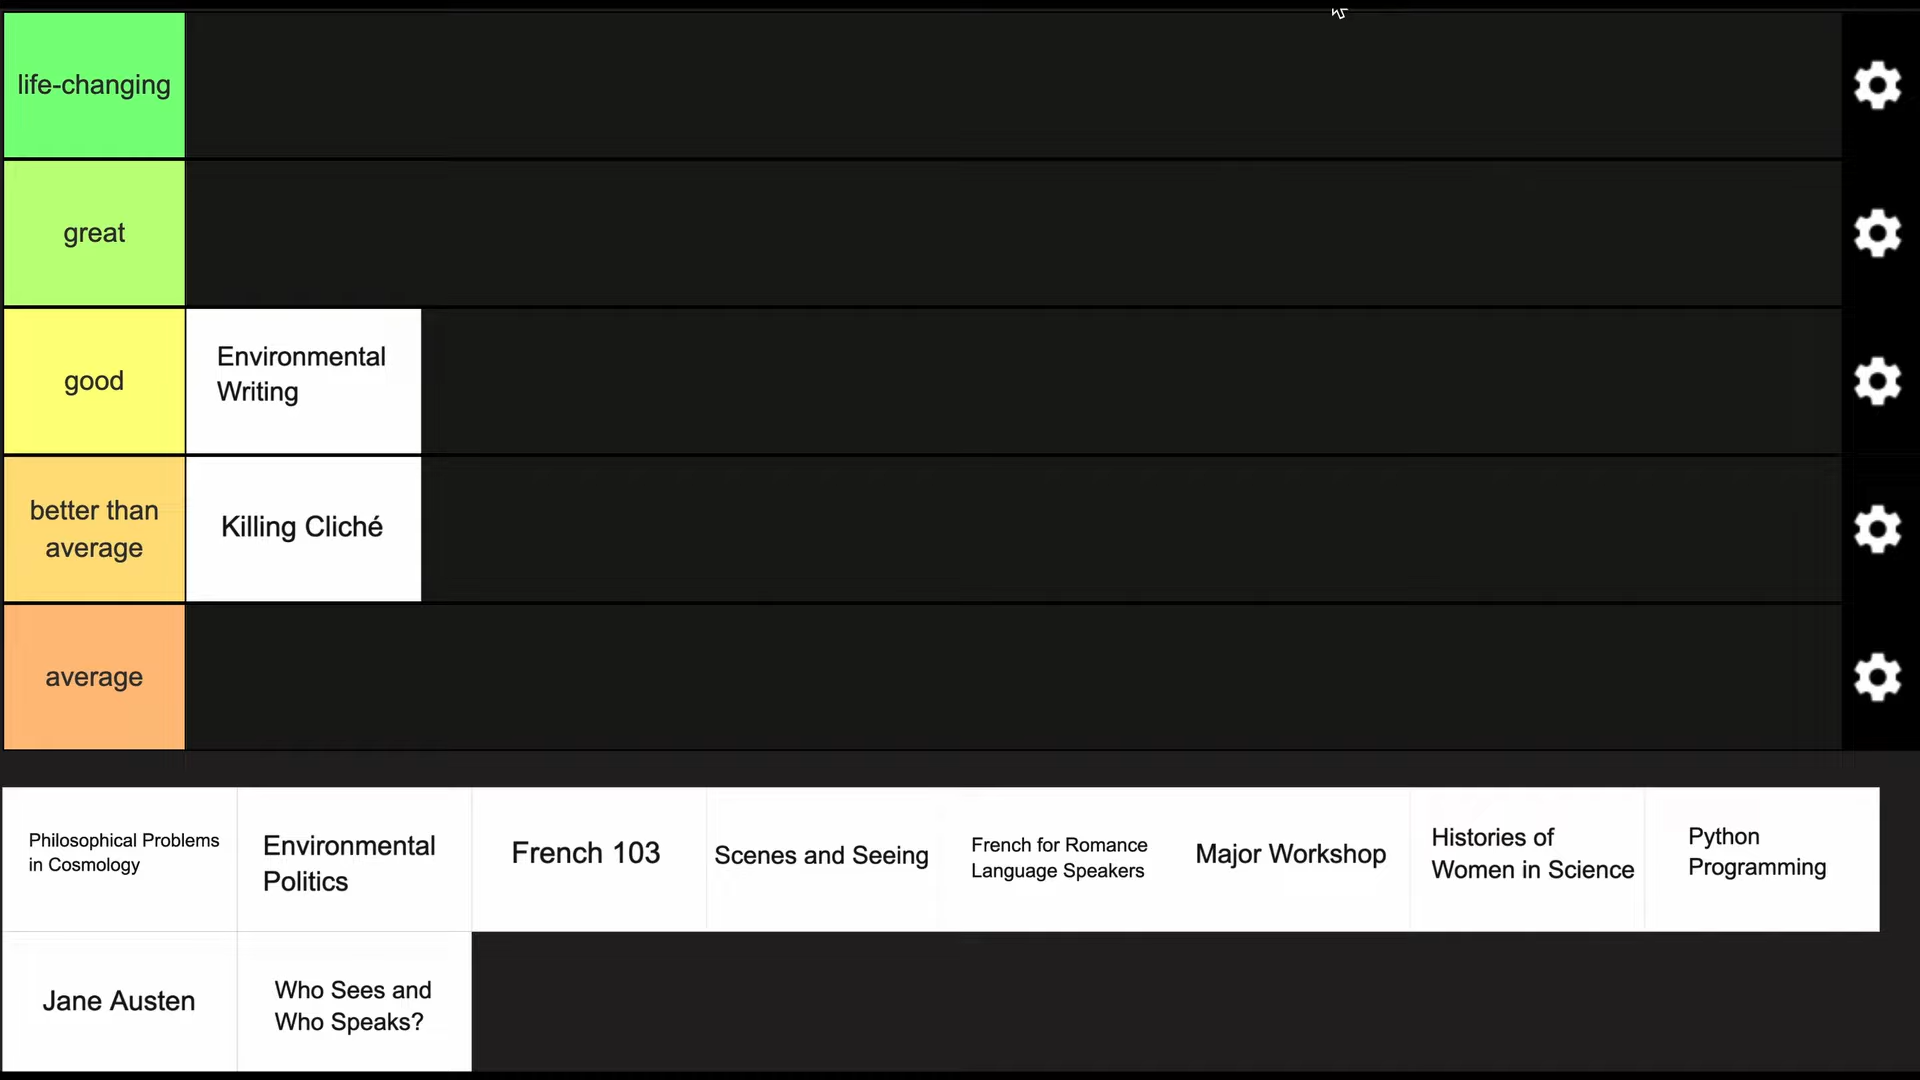 life-changing
great
good
Environmental
Writing
better than
average
Killing Cliché
average
Philosophical Problems
in Cosmology
Environmental
Politics
French 103
Scenes and Seeing
French for Romance
Language Speakers
Major Workshop
Histories of
Women in Science
Python
Programming
Jane Austen
Who Sees and
Who Speaks?